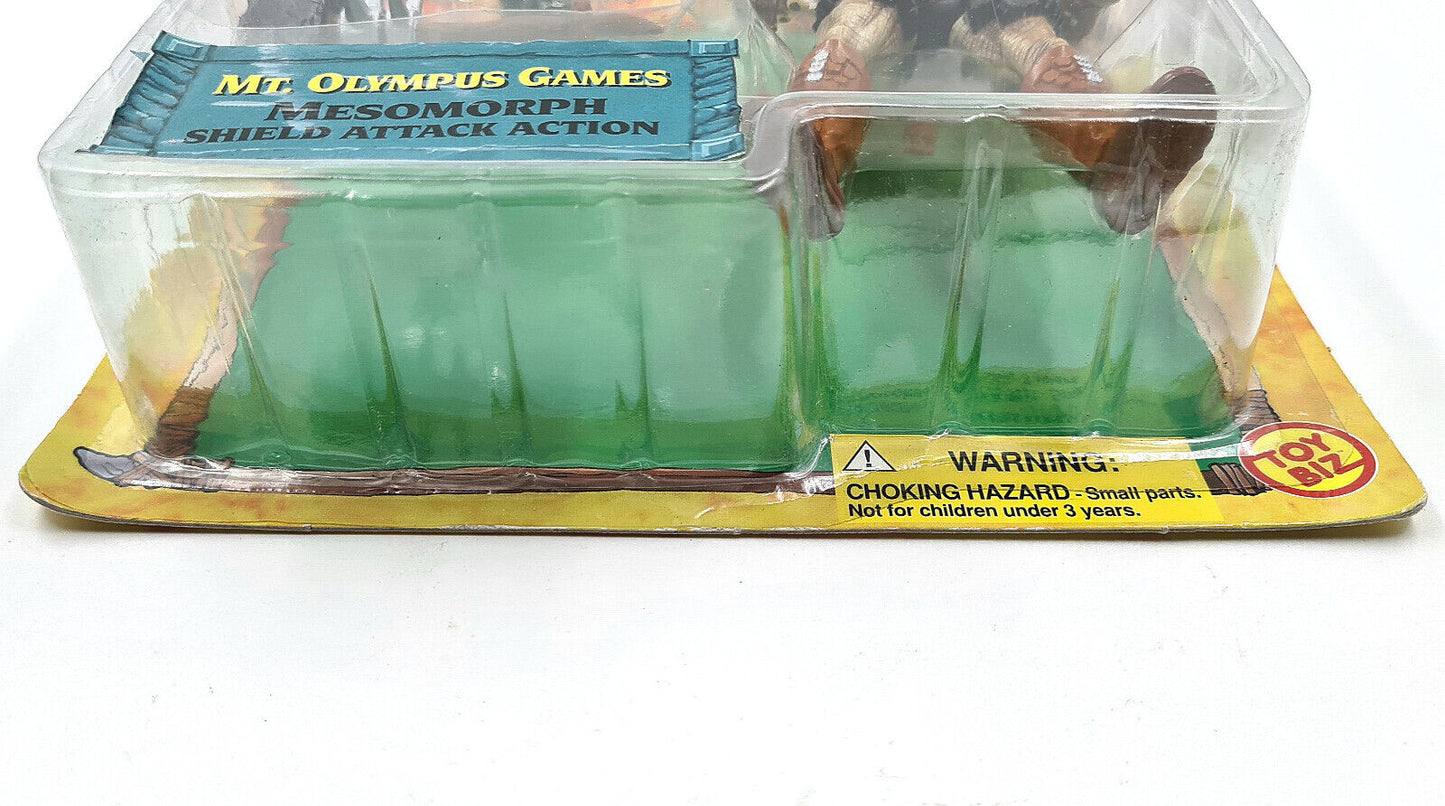 MT. OLYMPUS GAMES
MESOMORPH
SHIELD ATTACK ACTION
WARNING:
CHOKING HAZARD - Small parts.
Not for children under 3 years.
TOY
BIZ